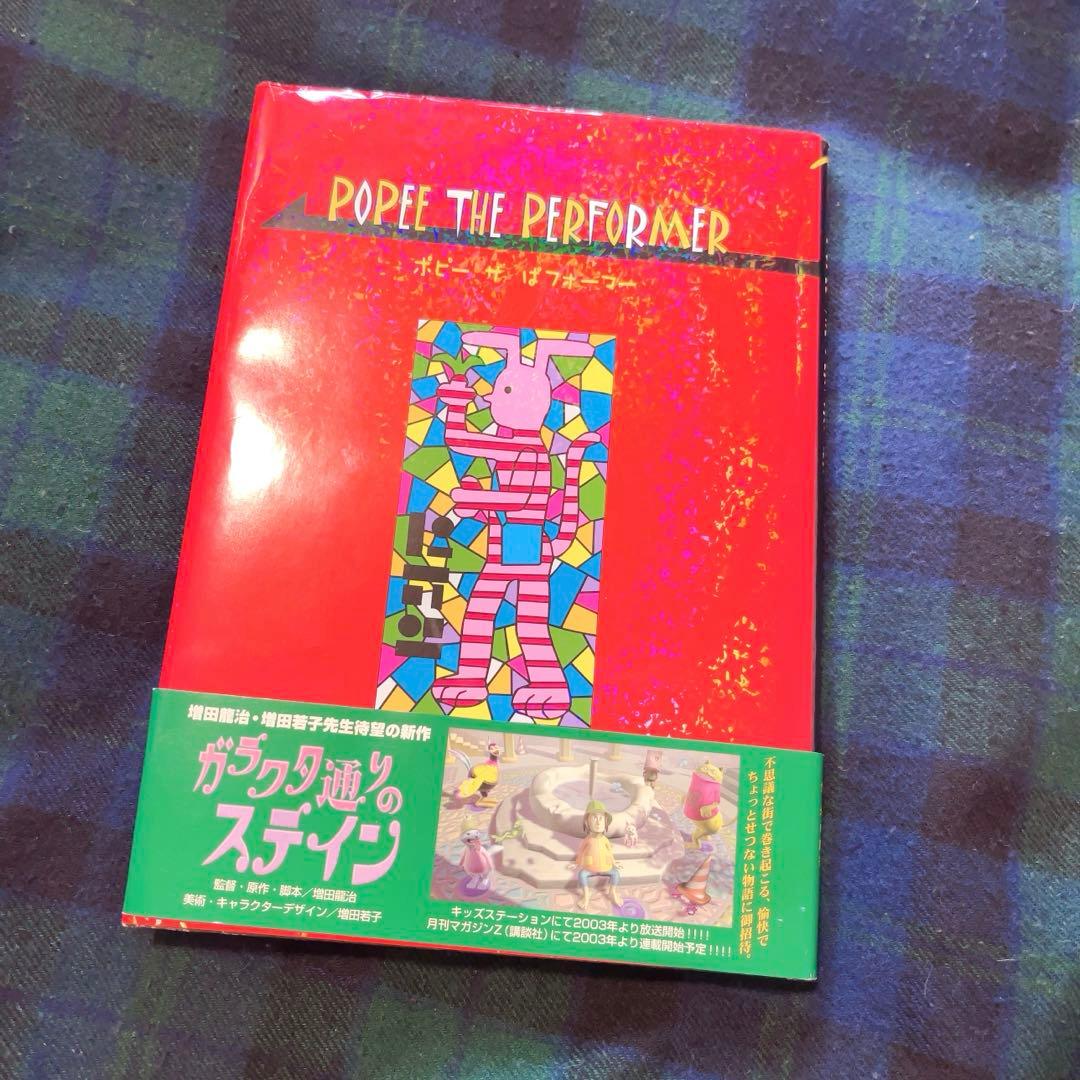 POPEE THE PERFORMER
ポピー ザ ぱフォーマー
増田龍治・増田若子先生待望の新作
ガラクタ通りの
ステイン
監督・原作・脚本／増田龍治
美術・キャラクターデザイン／増田若子
不思議な街で巻き起こる、愉快で
ちょっとせつない物語に御招待。
キッズステーションにて2003年より放送開始！！！！
月刊マガジンZ（講談社）にて2003年より連載開始予定！！！！